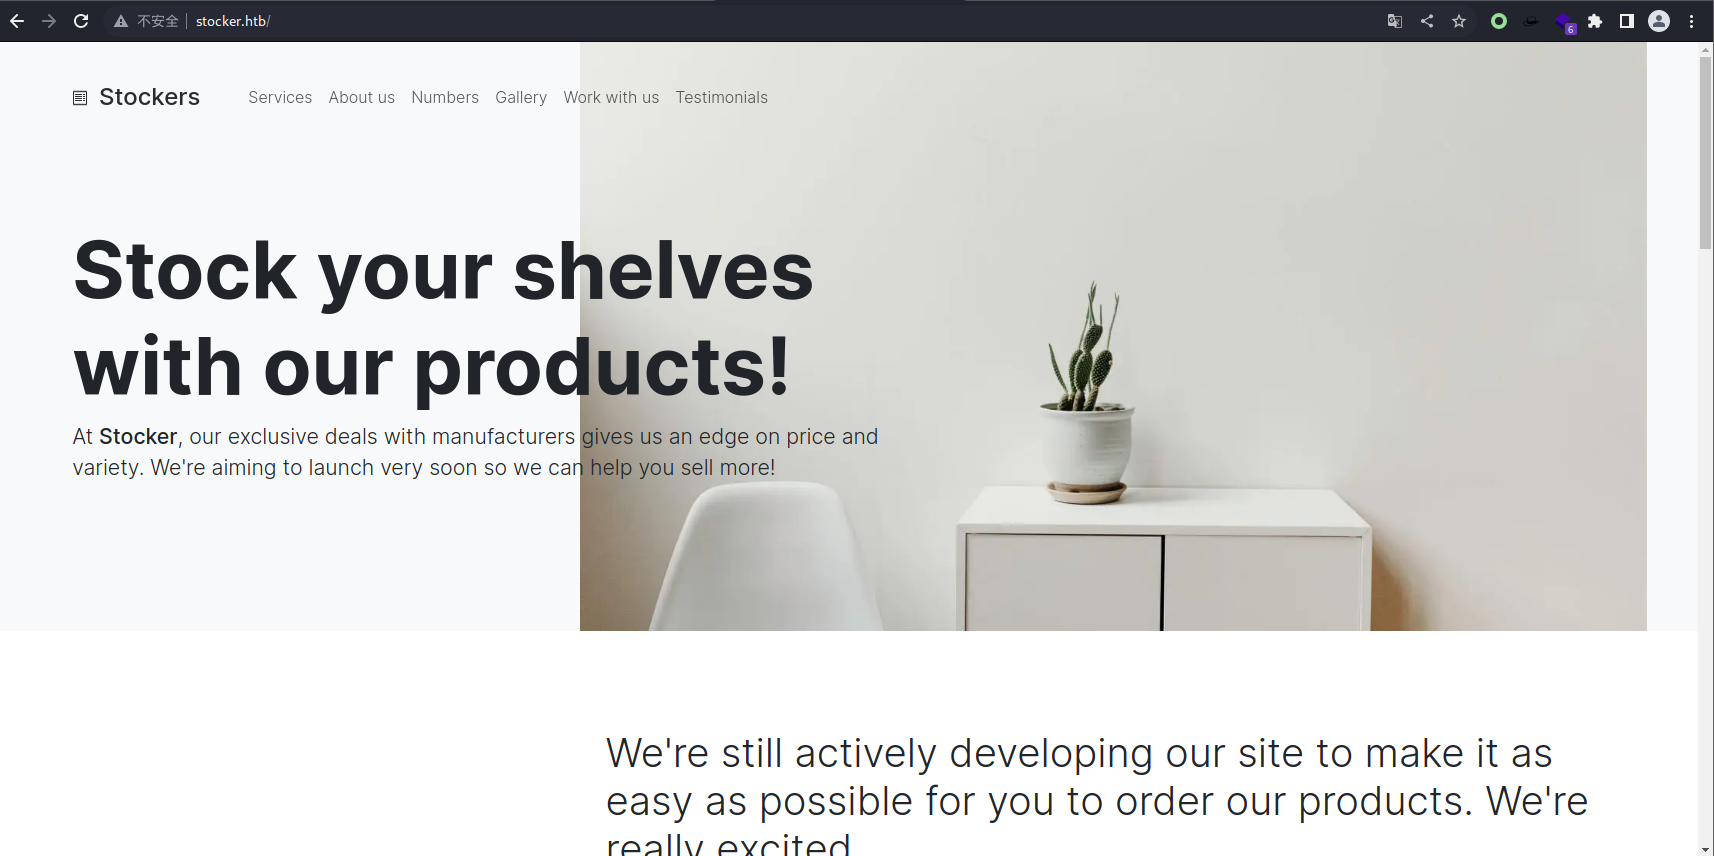 不安全 stocker.htb/
6
Stockers Services About us Numbers Gallery Work with us Testimonials
Stock your shelves
with our products!
At Stocker, our exclusive deals with manufacturers gives us an edge on price and
variety. We're aiming to launch very soon so we can help you sell more!
We're still actively developing our site to make it as
easy as possible for you to order our products. We're
really excited